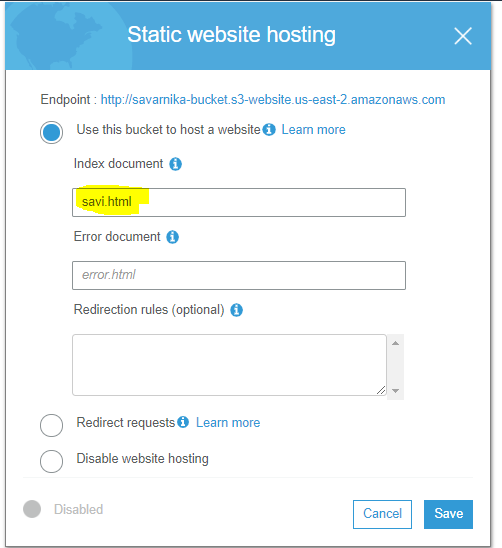 Static website hosting
Endpoint : http://savarnika-bucket.s3-website.us-east-2.amazonaws.com
Use this bucket to host a website Learn more
Index document
savi.html
Error document
error.html
Redirection rules (optional)
Redirect requests Learn more
Disable website hosting
Disabled
Cancel Save